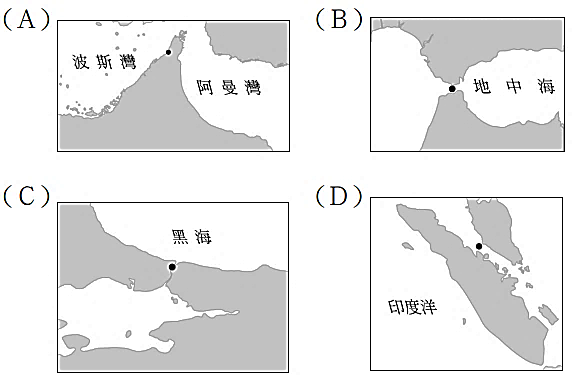 （A）
波斯灣
阿曼灣
（B）
地中海
（C）
黑海
（D）
印度洋